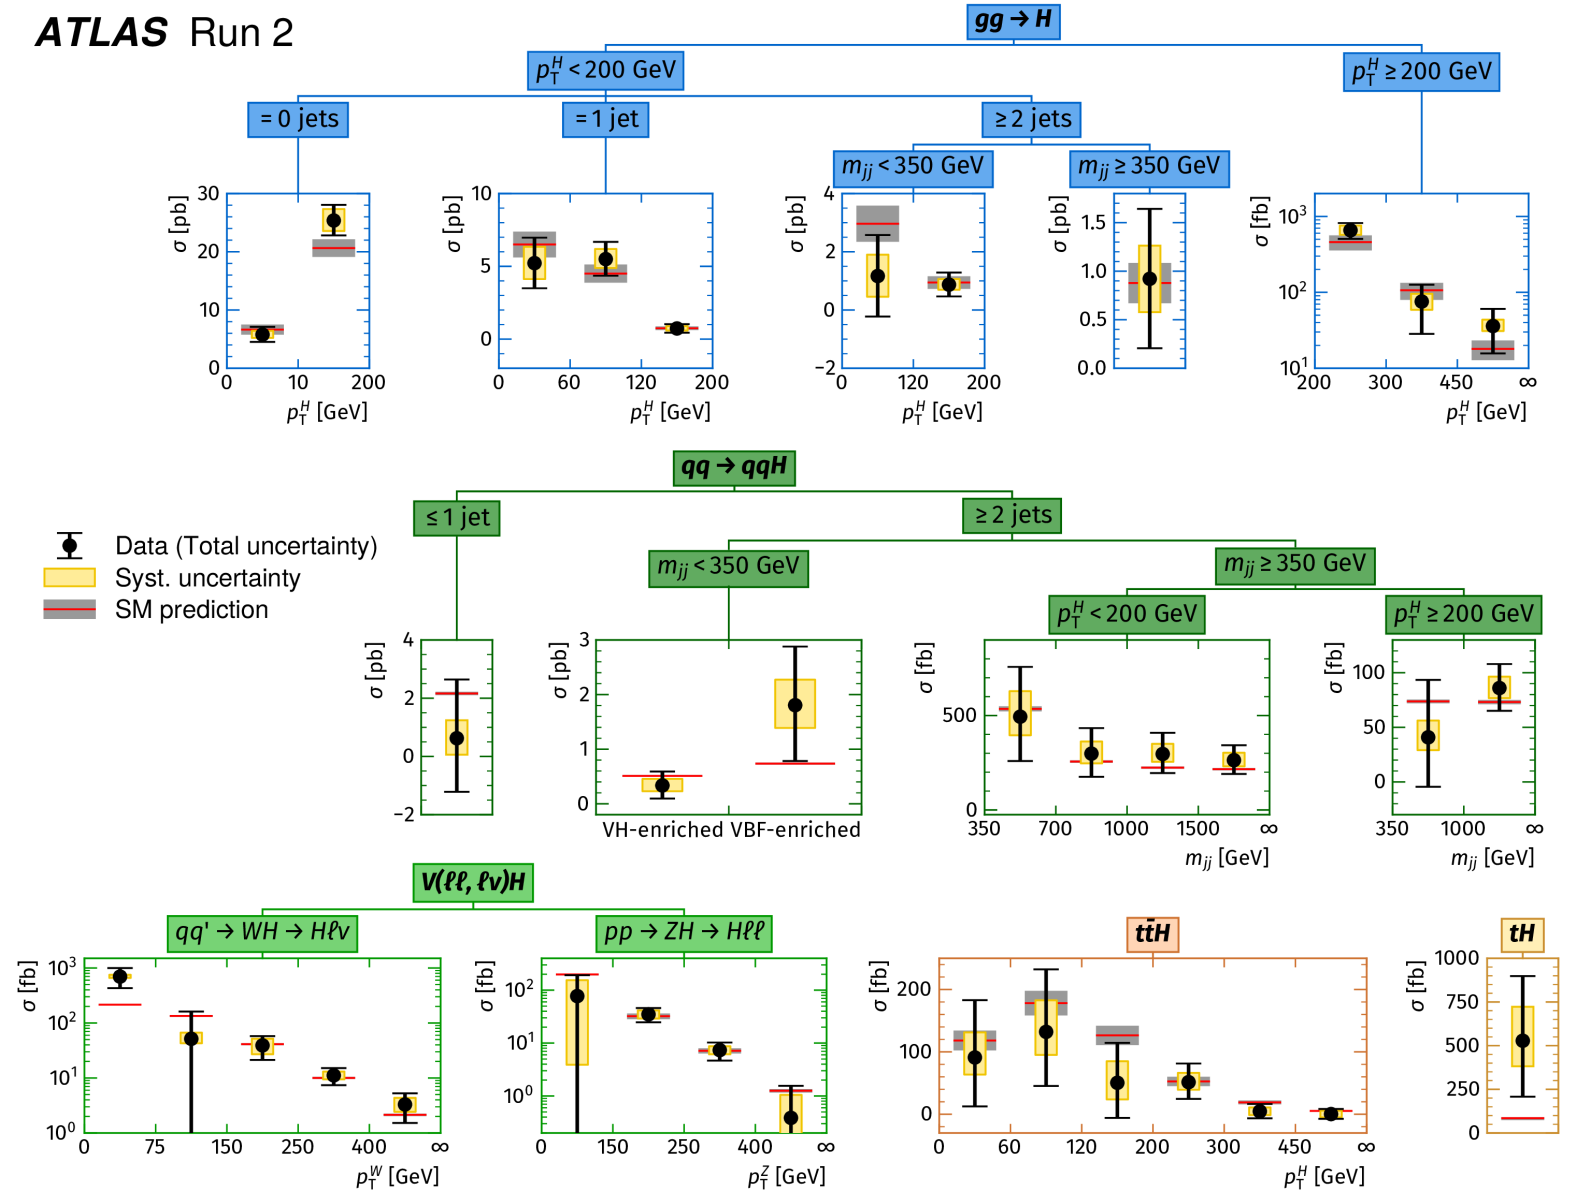 ATLAS Run 2
gg → H
p_T^H < 200 GeV
p_T^H ≥ 200 GeV
= 0 jets
= 1 jet
≥ 2 jets
m_jj < 350 GeV
m_jj ≥ 350 GeV
σ [pb]
30
20
10
0
0 10 200
p_T^H [GeV]
σ [pb]
10
5
0
0 60 120 200
p_T^H [GeV]
σ [pb]
4
2
0
−2
0 120 200
p_T^H [GeV]
σ [pb]
1.5
1.0
0.5
0.0
σ [fb]
10^3
10^2
10^1
200 300 450 ∞
p_T^H [GeV]
qq → qqH
≤ 1 jet
≥ 2 jets
Data (Total uncertainty)
Syst. uncertainty
SM prediction
m_jj < 350 GeV
m_jj ≥ 350 GeV
p_T^H < 200 GeV
p_T^H ≥ 200 GeV
σ [pb]
4
2
0
−2
σ [pb]
3
2
1
0
VH-enriched VBF-enriched
σ [fb]
500
0
350 700 1000 1500 ∞
m_jj [GeV]
σ [fb]
100
50
0
350 1000 ∞
m_jj [GeV]
V(ℓℓ, ℓν)H
qq' → WH → Hℓν
pp → ZH → Hℓℓ
tt̄H
tH
σ [fb]
10^3
10^2
10^1
10^0
0 75 150 250 400 ∞
p_T^W [GeV]
σ [fb]
10^2
10^1
10^0
0 150 250 400 ∞
p_T^Z [GeV]
σ [fb]
200
100
0
0 60 120 200 300 450 ∞
p_T^H [GeV]
σ [fb]
1000
750
500
250
0